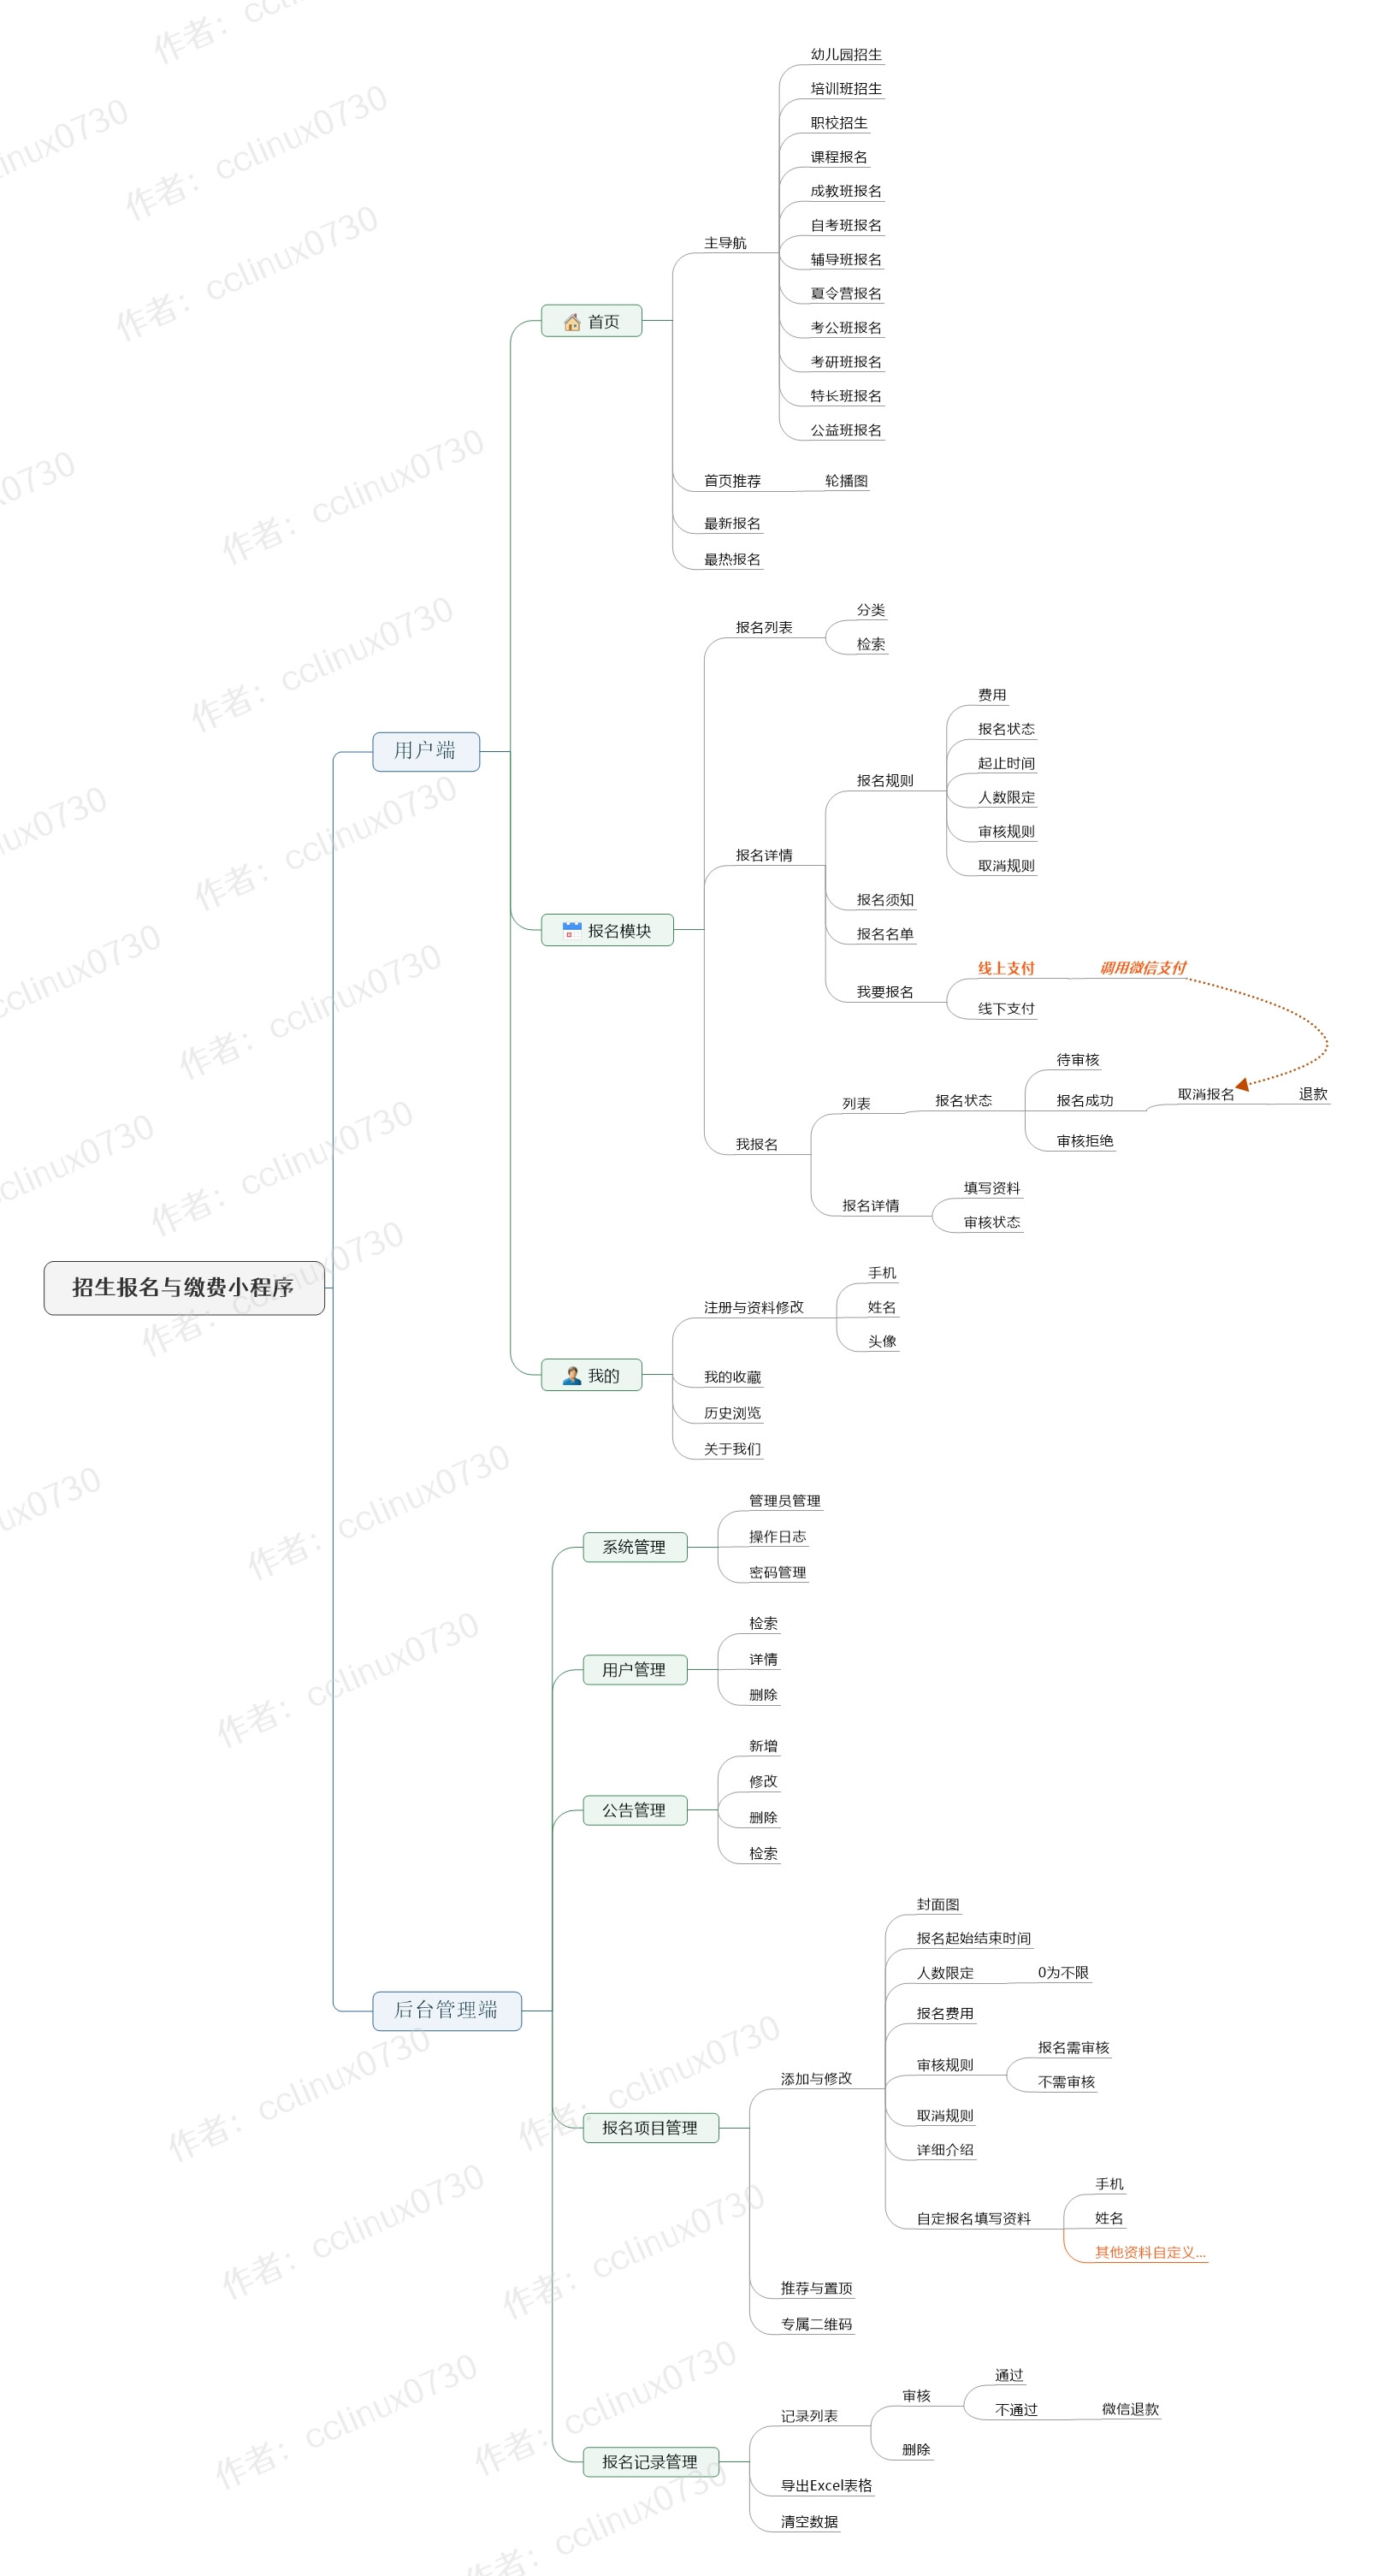 招生报名与缴费小程序
用户端
首页
主导航
幼儿园招生
培训班招生
职校招生
课程报名
成教班报名
自考班报名
辅导班报名
夏令营报名
考公班报名
考研班报名
特长班报名
公益班报名
首页推荐
轮播图
最新报名
最热报名
报名模块
报名列表
分类
检索
报名详情
报名规则
费用
报名状态
起止时间
人数限定
审核规则
取消规则
报名须知
报名名单
我要报名
线上支付
调用微信支付
线下支付
我报名
列表
报名状态
待审核
报名成功
取消报名
退款
审核拒绝
报名详情
填写资料
审核状态
我的
注册与资料修改
手机
姓名
头像
我的收藏
历史浏览
关于我们
后台管理端
系统管理
管理员管理
操作日志
密码管理
用户管理
检索
详情
删除
公告管理
新增
修改
删除
检索
报名项目管理
添加与修改
封面图
报名起始结束时间
人数限定
0为不限
报名费用
审核规则
报名需审核
不需审核
取消规则
详细介绍
自定报名填写资料
手机
姓名
其他资料自定义...
推荐与置顶
专属二维码
报名记录管理
记录列表
审核
通过
不通过
微信退款
删除
导出Excel表格
清空数据
作者：cclinux0730